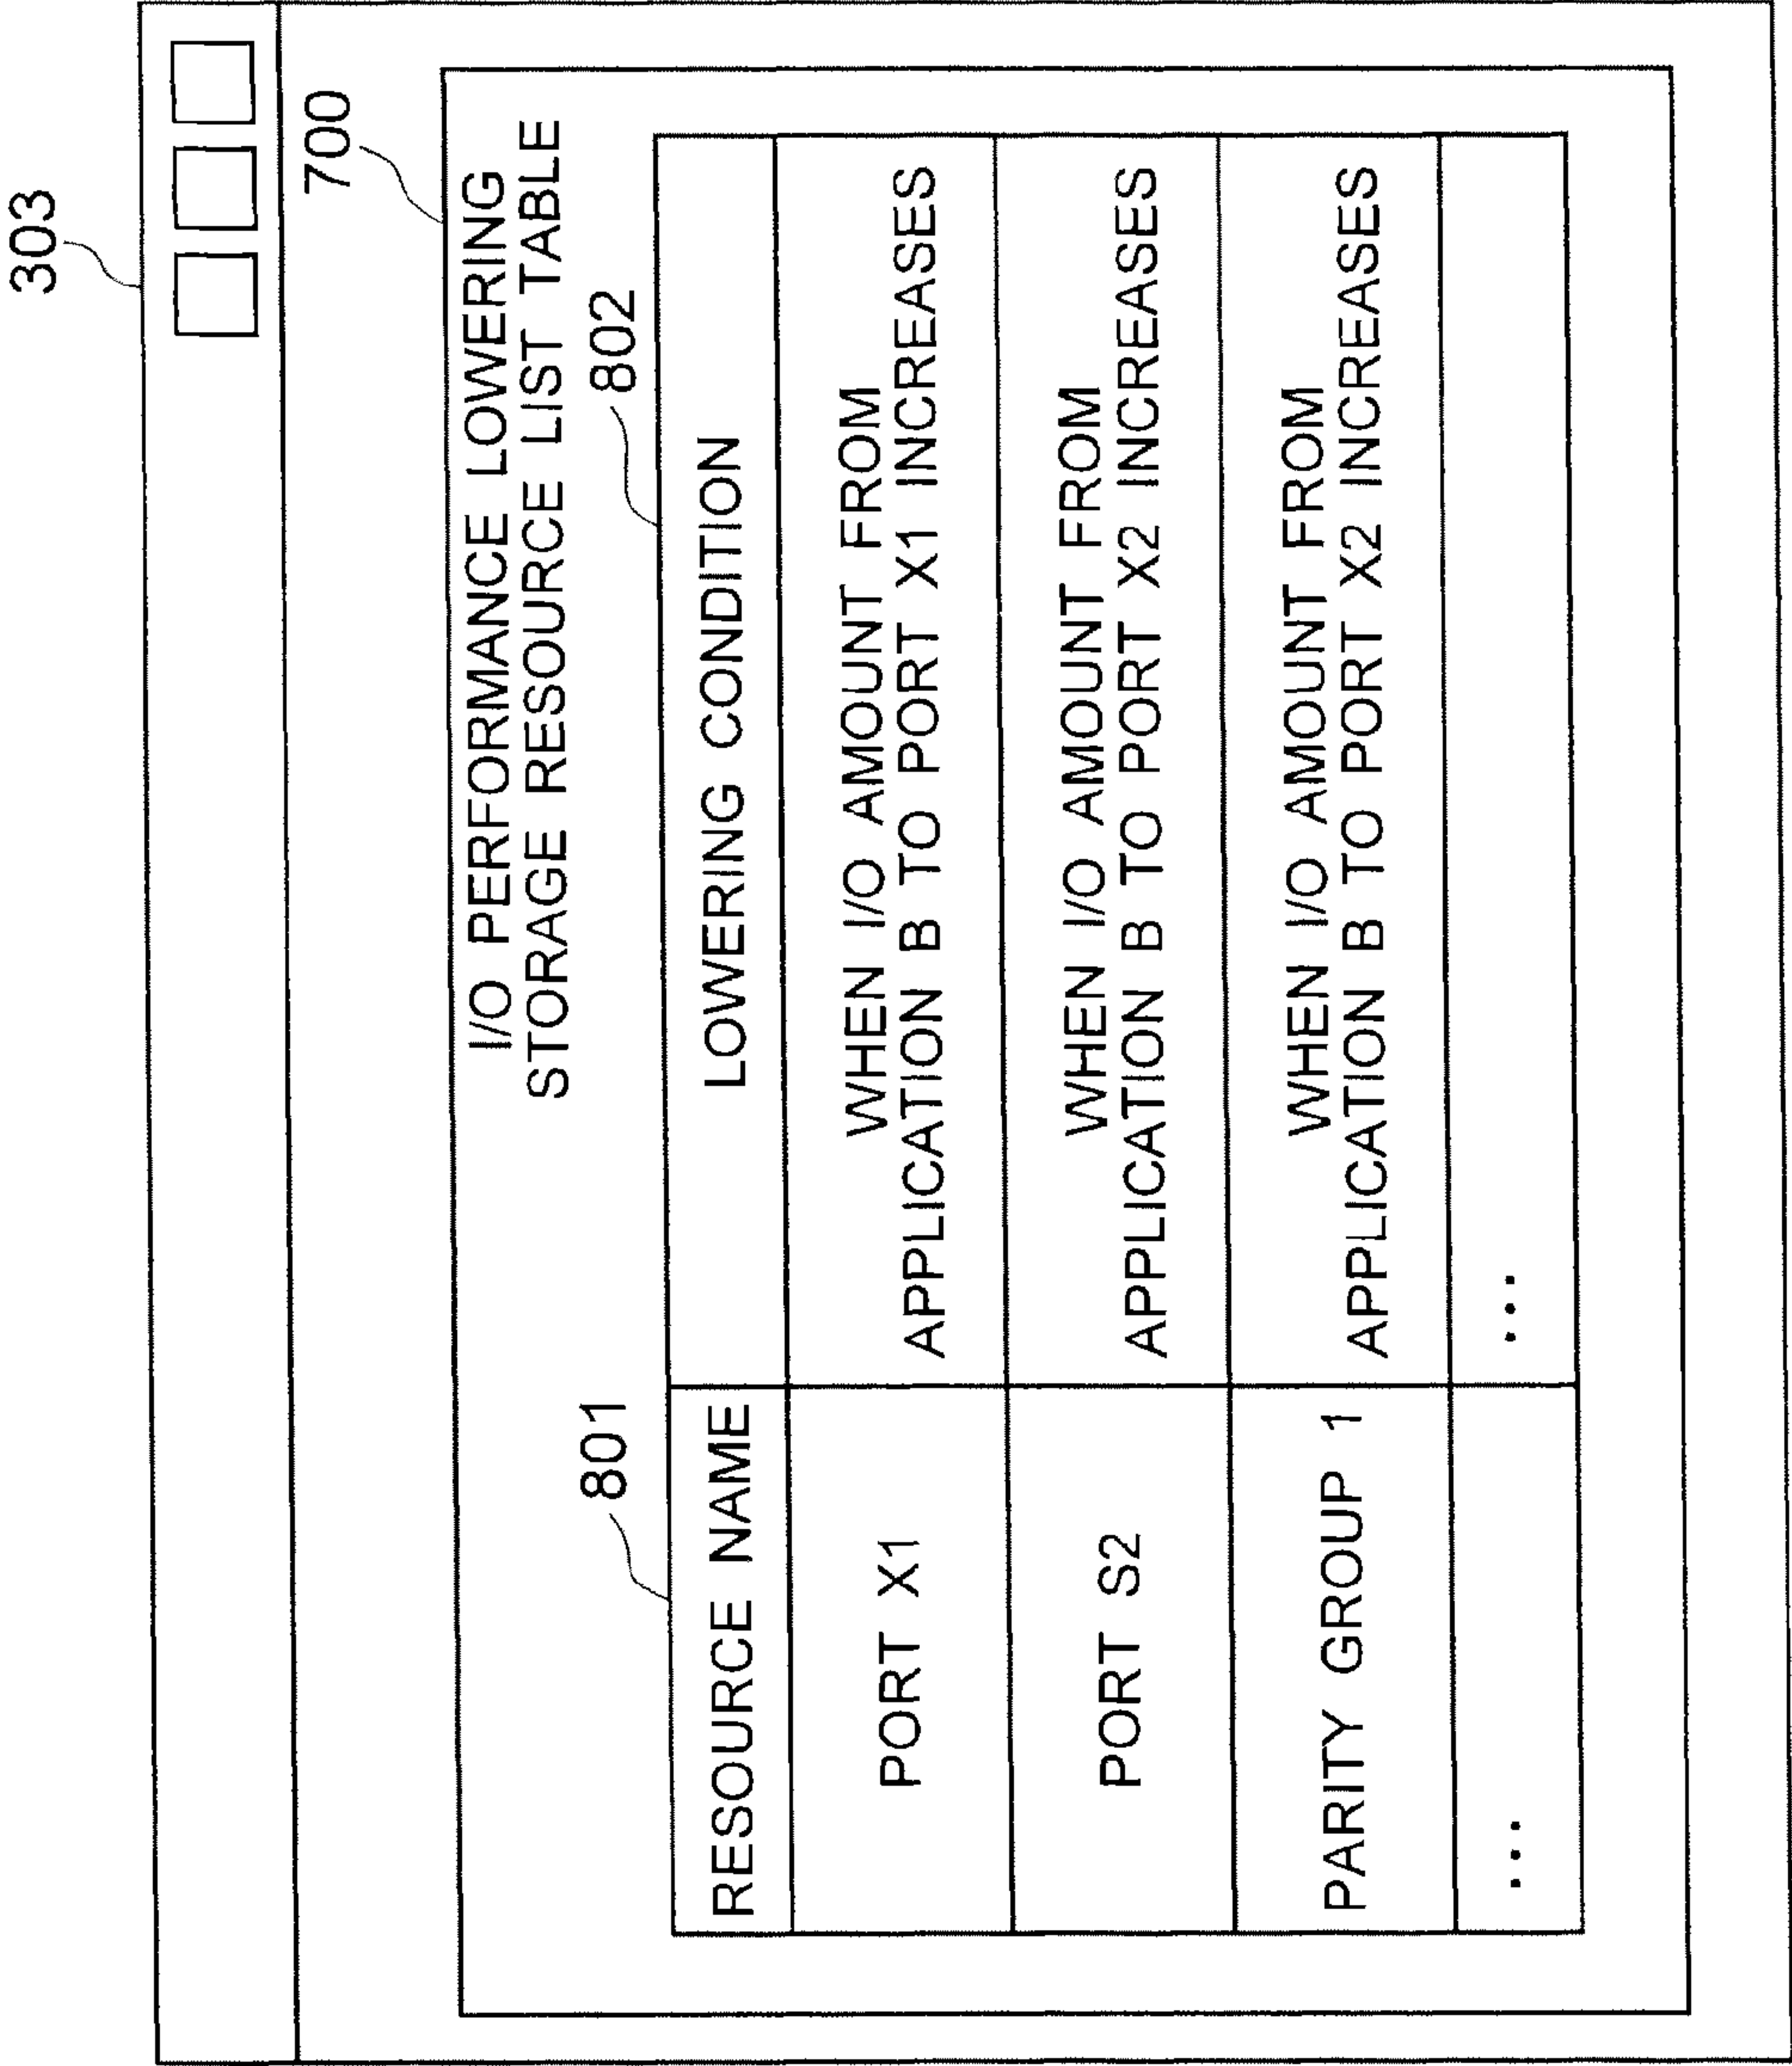 303
700
I/O PERFORMANCE LOWERING
STORAGE RESOURCE LIST TABLE
801
802
RESOURCE NAME
LOWERING CONDITION
PORT X1
WHEN I/O AMOUNT FROM
APPLICATION B TO PORT X1 INCREASES
PORT S2
WHEN I/O AMOUNT FROM
APPLICATION B TO PORT X2 INCREASES
PARITY GROUP 1
WHEN I/O AMOUNT FROM
APPLICATION B TO PORT X2 INCREASES
...
...